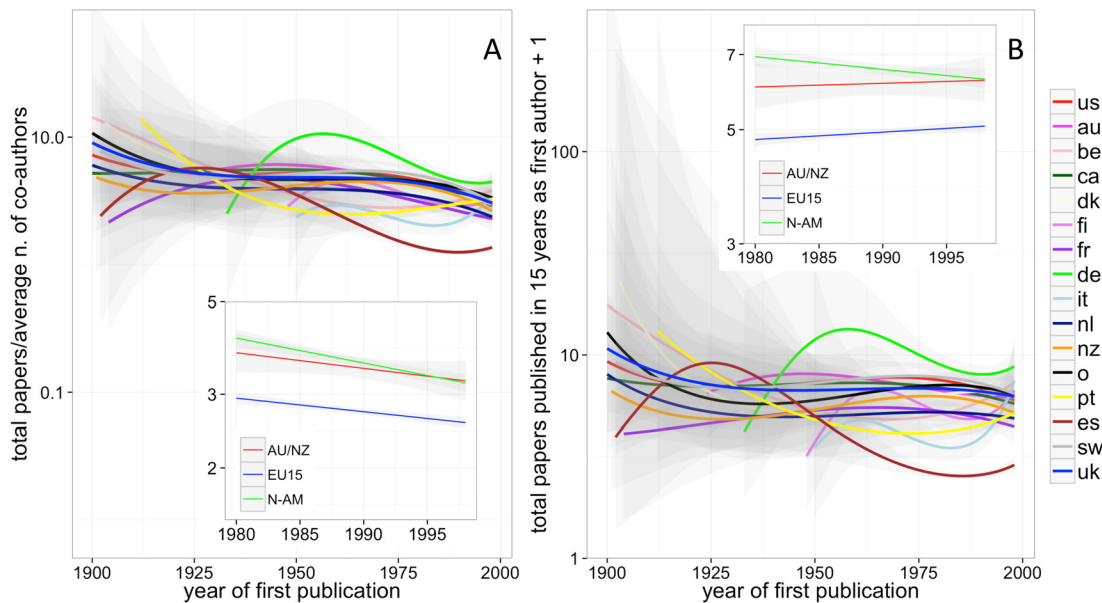 A
total papers/average n. of co-authors
10.0
0.1
1900
1925
1950
1975
2000
year of first publication
5
3
2
1980
1985
1990
1995
AU/NZ
EU15
N-AM
B
total papers published in 15 years as first author + 1
100
10
1
1900
1925
1950
1975
2000
year of first publication
7
5
3
1980
1985
1990
1995
AU/NZ
EU15
N-AM
us
au
be
ca
dk
fi
fr
de
it
nl
nz
o
pt
es
sw
uk